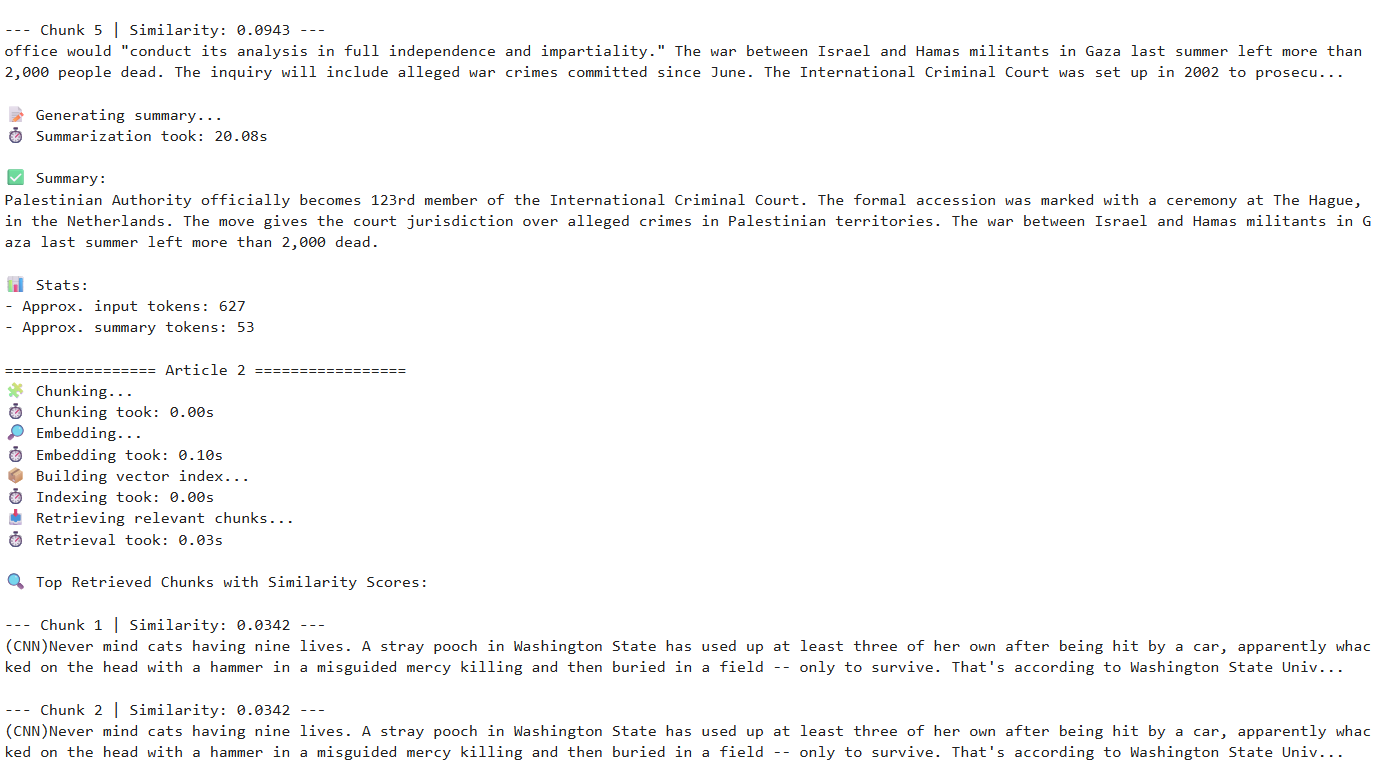 --- Chunk 5 | Similarity: 0.0943 ---
office would "conduct its analysis in full independence and impartiality." The war between Israel and Hamas militants in Gaza last summer left more than
2,000 people dead. The inquiry will include alleged war crimes committed since June. The International Criminal Court was set up in 2002 to prosecu...
📝 Generating summary...
⏱ Summarization took: 20.08s
✅ Summary:
Palestinian Authority officially becomes 123rd member of the International Criminal Court. The formal accession was marked with a ceremony at The Hague,
in the Netherlands. The move gives the court jurisdiction over alleged crimes in Palestinian territories. The war between Israel and Hamas militants in G
aza last summer left more than 2,000 dead.
📊 Stats:
- Approx. input tokens: 627
- Approx. summary tokens: 53
================= Article 2 =================
🧩 Chunking...
⏱ Chunking took: 0.00s
🔎 Embedding...
⏱ Embedding took: 0.10s
📦 Building vector index...
⏱ Indexing took: 0.00s
📥 Retrieving relevant chunks...
⏱ Retrieval took: 0.03s
🔍 Top Retrieved Chunks with Similarity Scores:
--- Chunk 1 | Similarity: 0.0342 ---
(CNN)Never mind cats having nine lives. A stray pooch in Washington State has used up at least three of her own after being hit by a car, apparently whac
ked on the head with a hammer in a misguided mercy killing and then buried in a field -- only to survive. That's according to Washington State Univ...
--- Chunk 2 | Similarity: 0.0342 ---
(CNN)Never mind cats having nine lives. A stray pooch in Washington State has used up at least three of her own after being hit by a car, apparently whac
ked on the head with a hammer in a misguided mercy killing and then buried in a field -- only to survive. That's according to Washington State Univ...